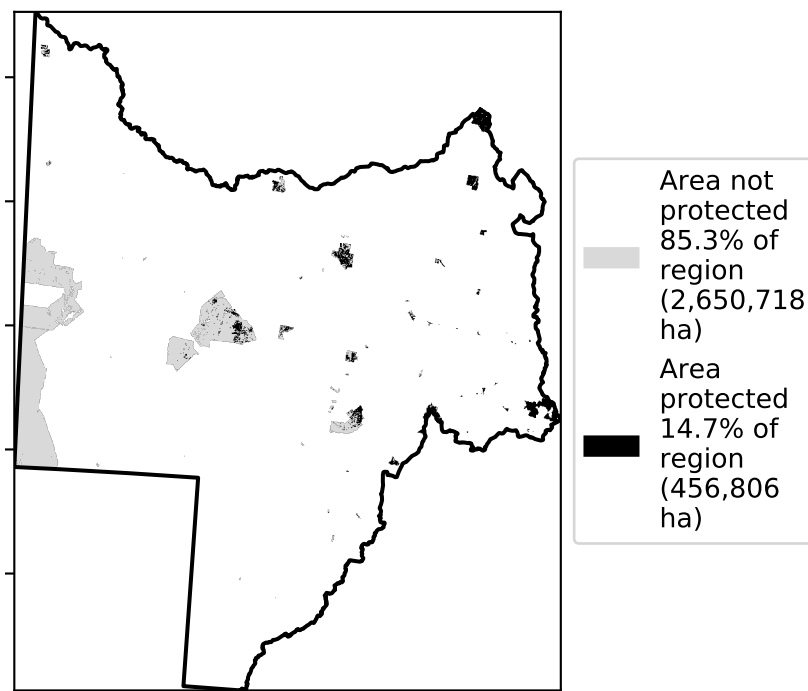 Area not
protected
85.3% of
region
(2,650,718
ha)
Area
protected
14.7% of
region
(456,806
ha)